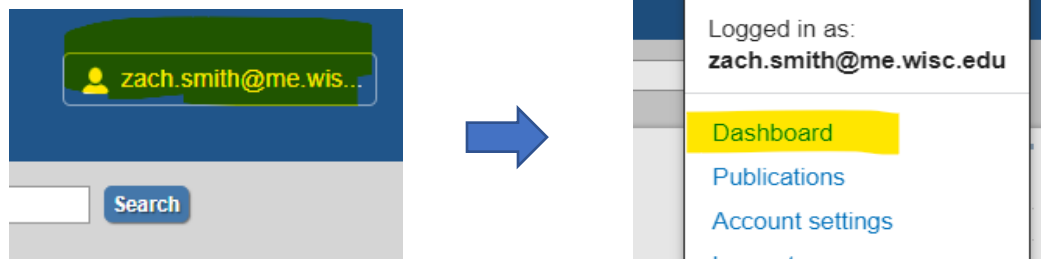 zach.smith@me.wis...
Search
Logged in as:
zach.smith@me.wisc.edu
Dashboard
Publications
Account settings